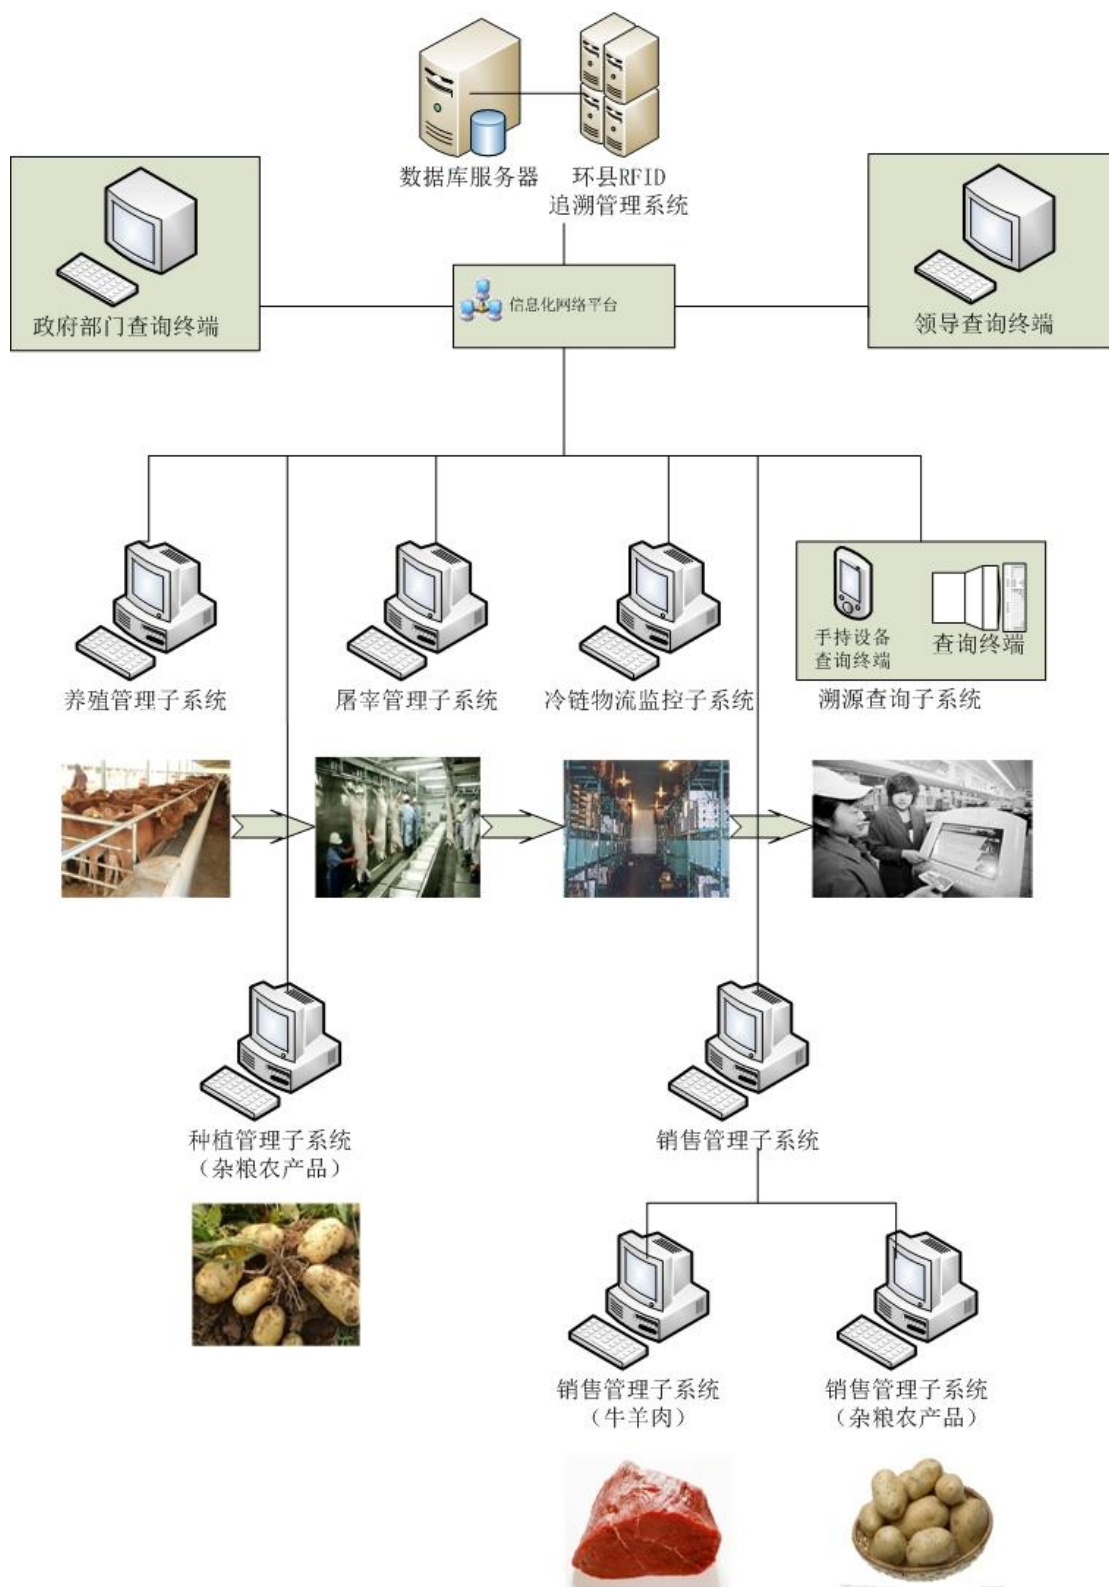 数据库服务器
环县RFID
追溯管理系统
政府部门查询终端
信息化网络平台
领导查询终端
手持设备
查询终端
查询终端
养殖管理子系统
屠宰管理子系统
冷链物流监控子系统
溯源查询子系统
种植管理子系统
（杂粮农产品）
销售管理子系统
销售管理子系统
（牛羊肉）
销售管理子系统
（杂粮农产品）